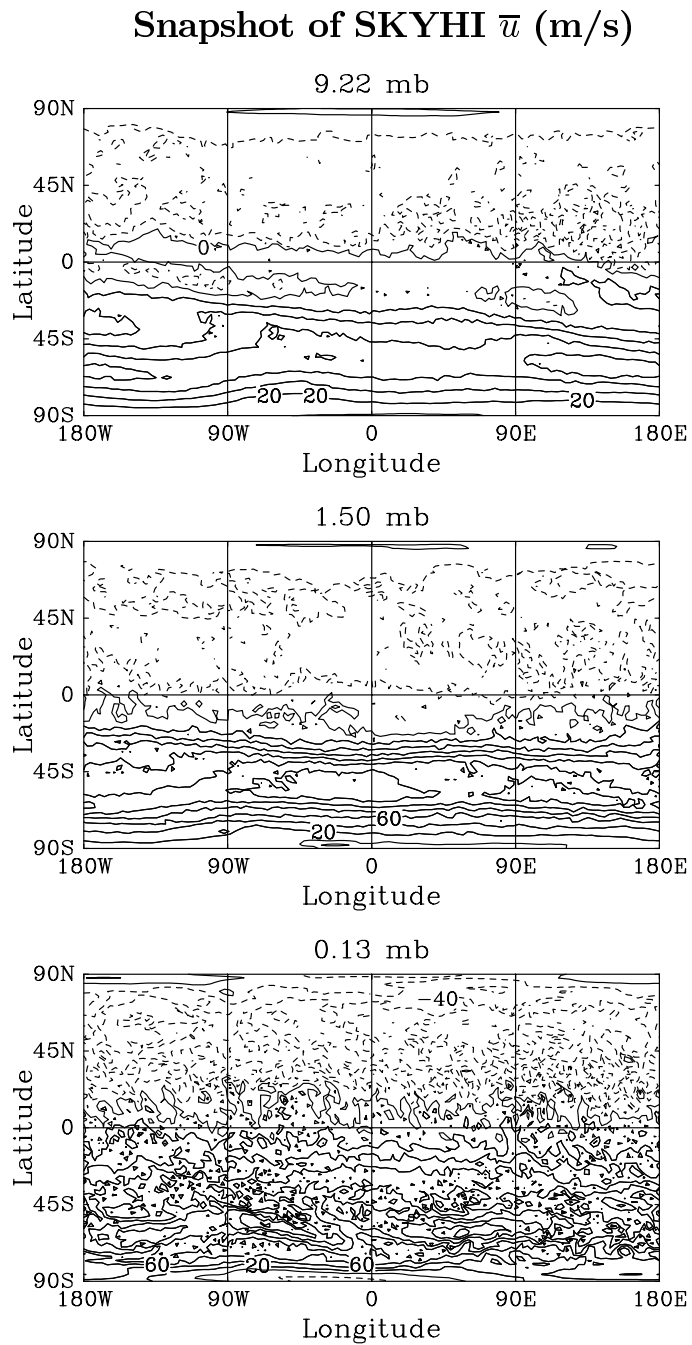 Snapshot of SKYHI u̅ (m/s)
9.22 mb
90N
45N
0
0
Latitude
45S
20 20 20
90S
180W 90W 0 90E 180E
Longitude
1.50 mb
90N
45N
0
Latitude
45S
60
20
90S
180W 90W 0 90E 180E
Longitude
0.13 mb
90N
−40
45N
0
Latitude
45S
60 20 60
90S
180W 90W 0 90E 180E
Longitude